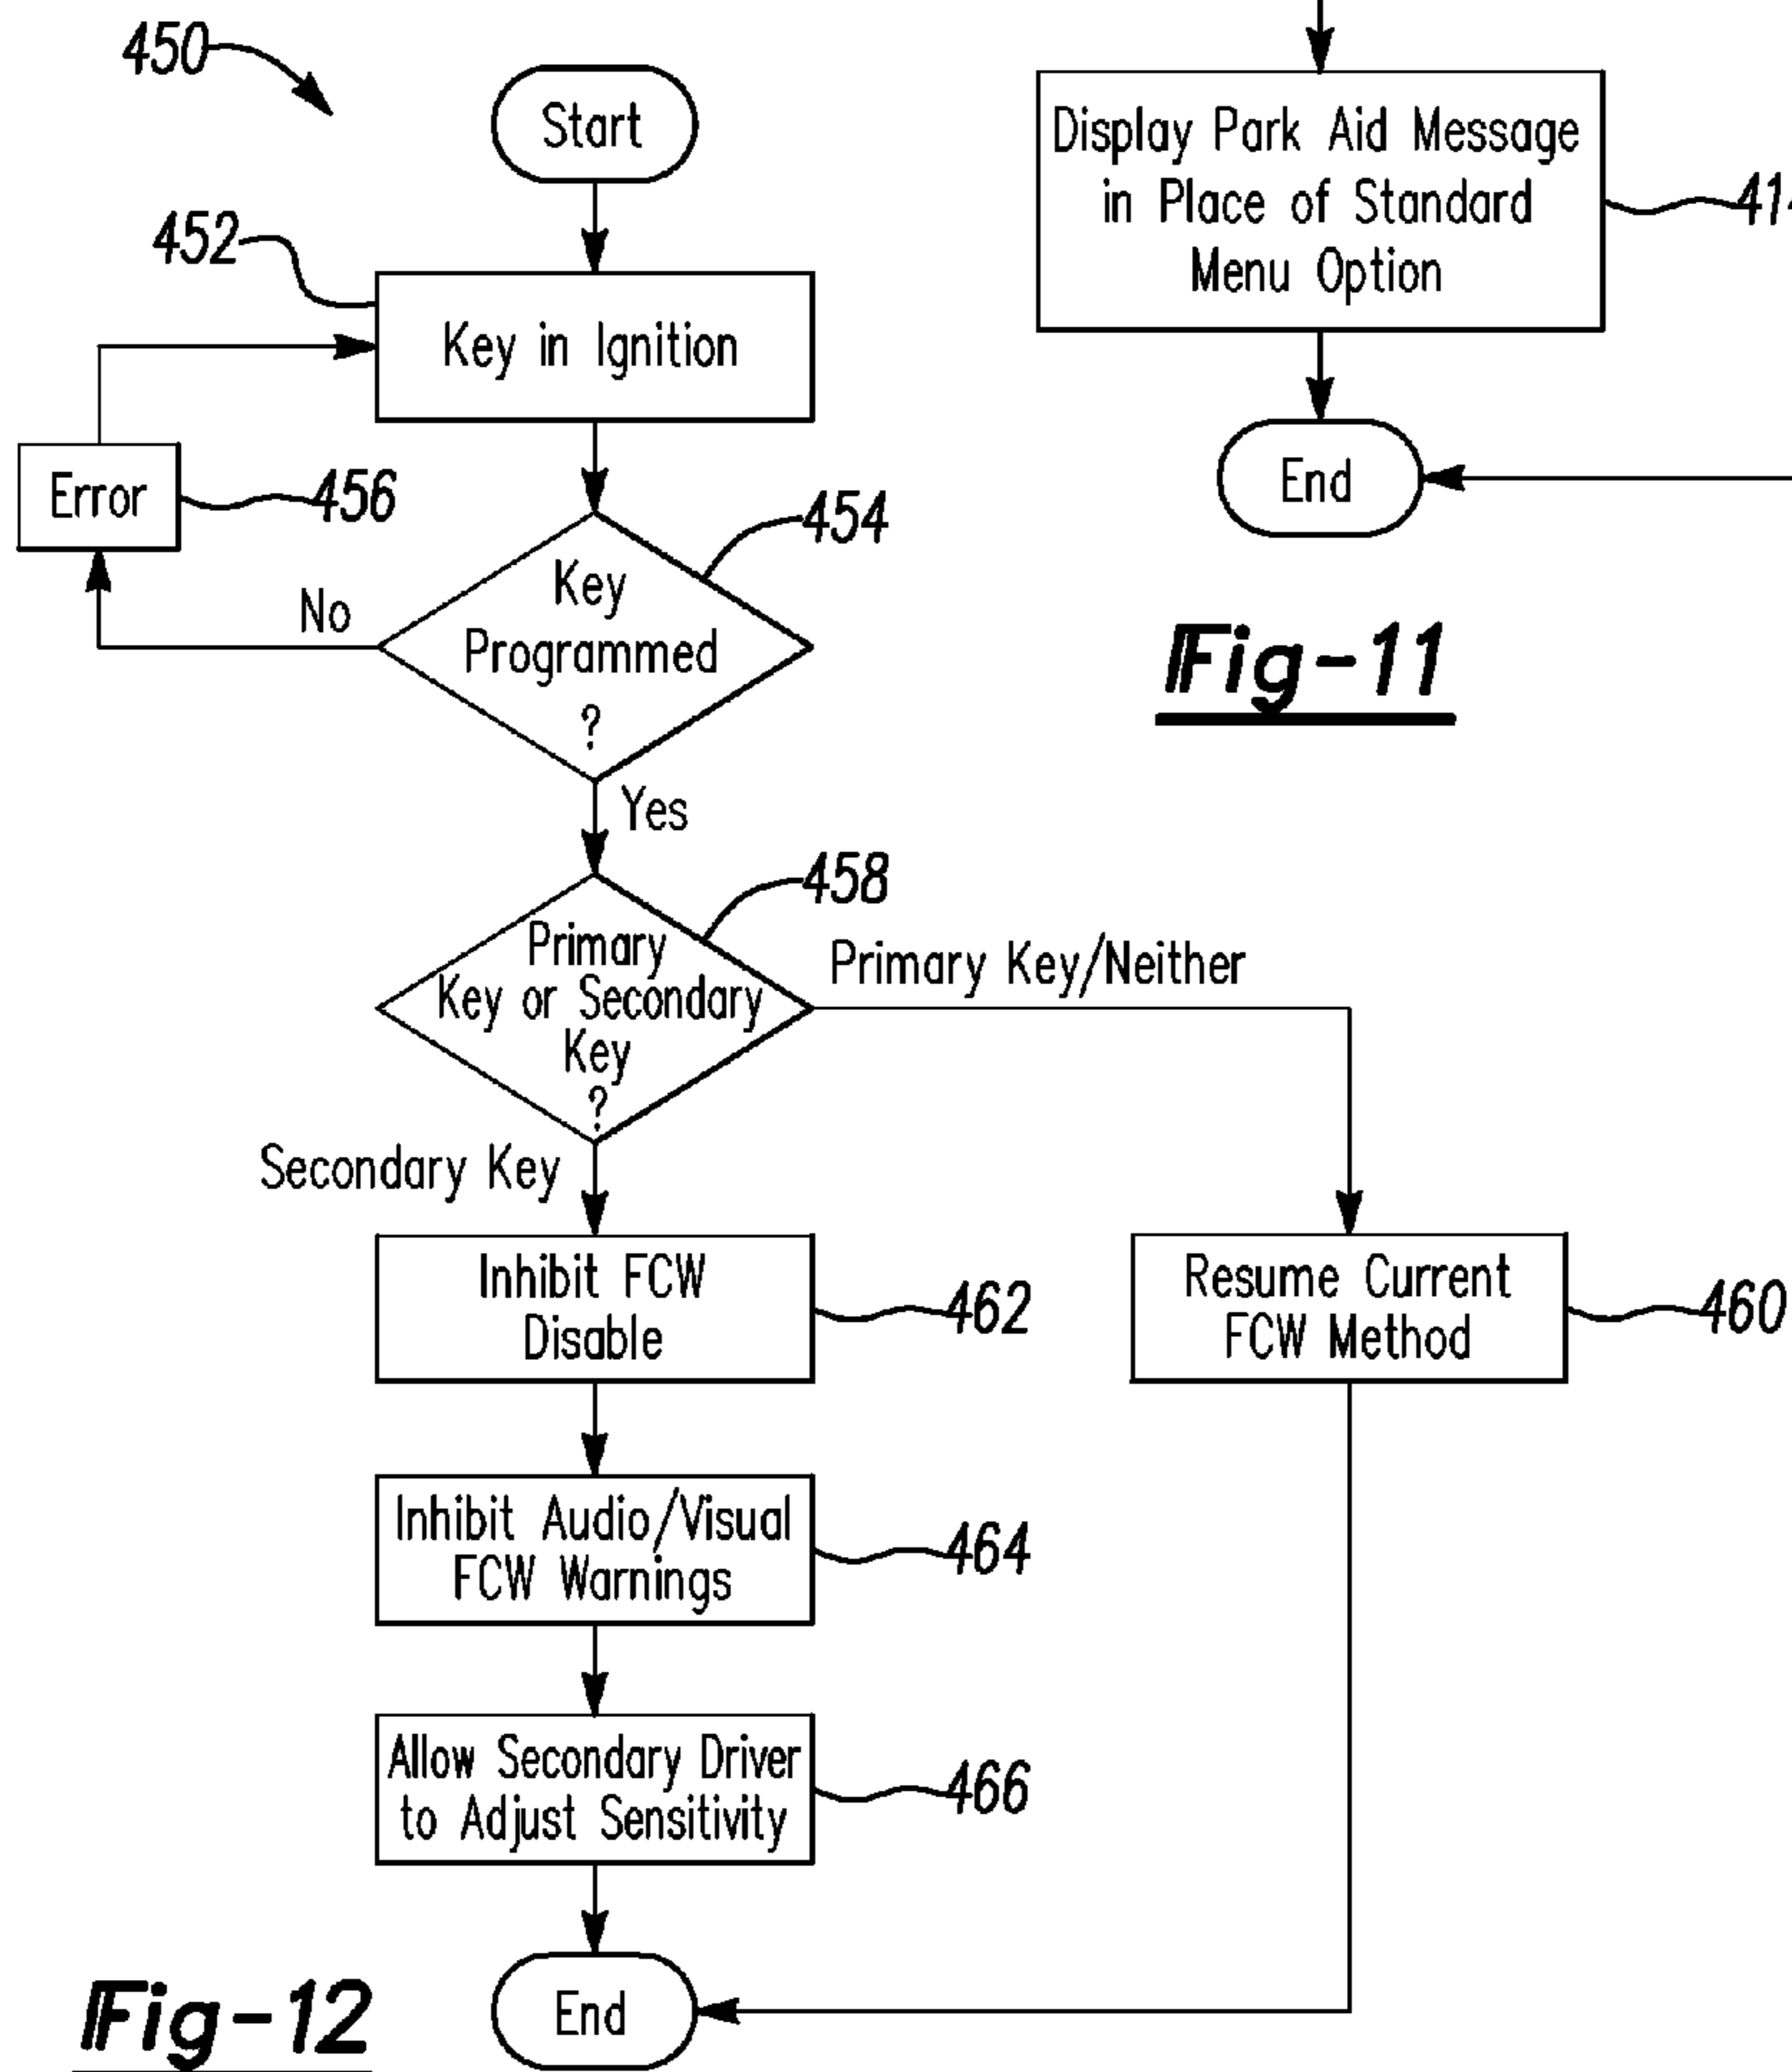 450
Start
452
Key in Ignition
Error
456
454
Key
Programmed
?
No
Yes
458
Primary
Key or Secondary
Key
?
Primary Key/Neither
Secondary Key
Inhibit FCW
Disable
462
Resume Current
FCW Method
460
Inhibit Audio/Visual
FCW Warnings
464
Allow Secondary Driver
to Adjust Sensitivity
466
End
Fig-12
Display Park Aid Message
in Place of Standard
Menu Option
End
Fig-11